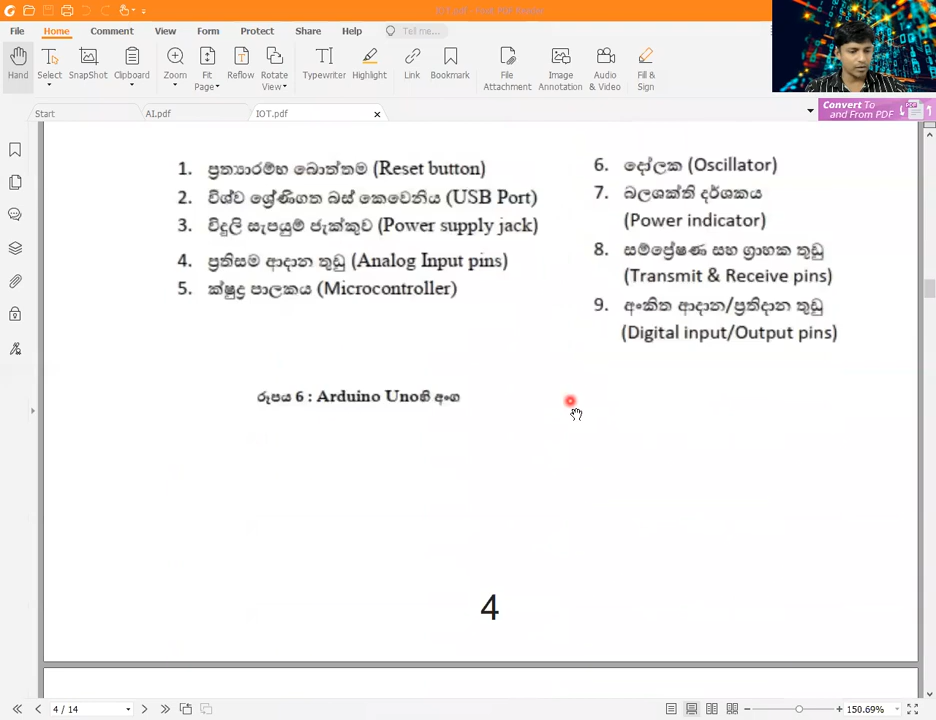 IOT.pdf - Foxit PDF Reader
File Home Comment View Form Protect Share Help Tell me...
Hand Select SnapShot Clipboard Zoom Fit Page Reflow Rotate View Typewriter Highlight Link Bookmark File Attachment Image Annotation Audio & Video Fill & Sign
Start AI.pdf IOT.pdf
Convert To and From PDF
1. ප්‍රත්‍යාරම්භ බොත්තම (Reset button)
2. විශ්ව ශ්‍රේණිගත බස් කෙවෙනිය (USB Port)
3. විදුලි සැපයුම් ජැක්කුව (Power supply jack)
4. ප්‍රතිසම ආදාන තුඩු (Analog Input pins)
5. ක්ෂුද්‍ර පාලකය (Microcontroller)
6. දෝලක (Oscillator)
7. බලශක්ති දර්ශකය
(Power indicator)
8. සම්ප්‍රේෂණ සහ ග්‍රාහක තුඩු
(Transmit & Receive pins)
9. අංකිත ආදාන/ප්‍රතිදාන තුඩු
(Digital input/Output pins)
රූපය 6 : Arduino Unoහි අංග
4
4 / 14
150.69%